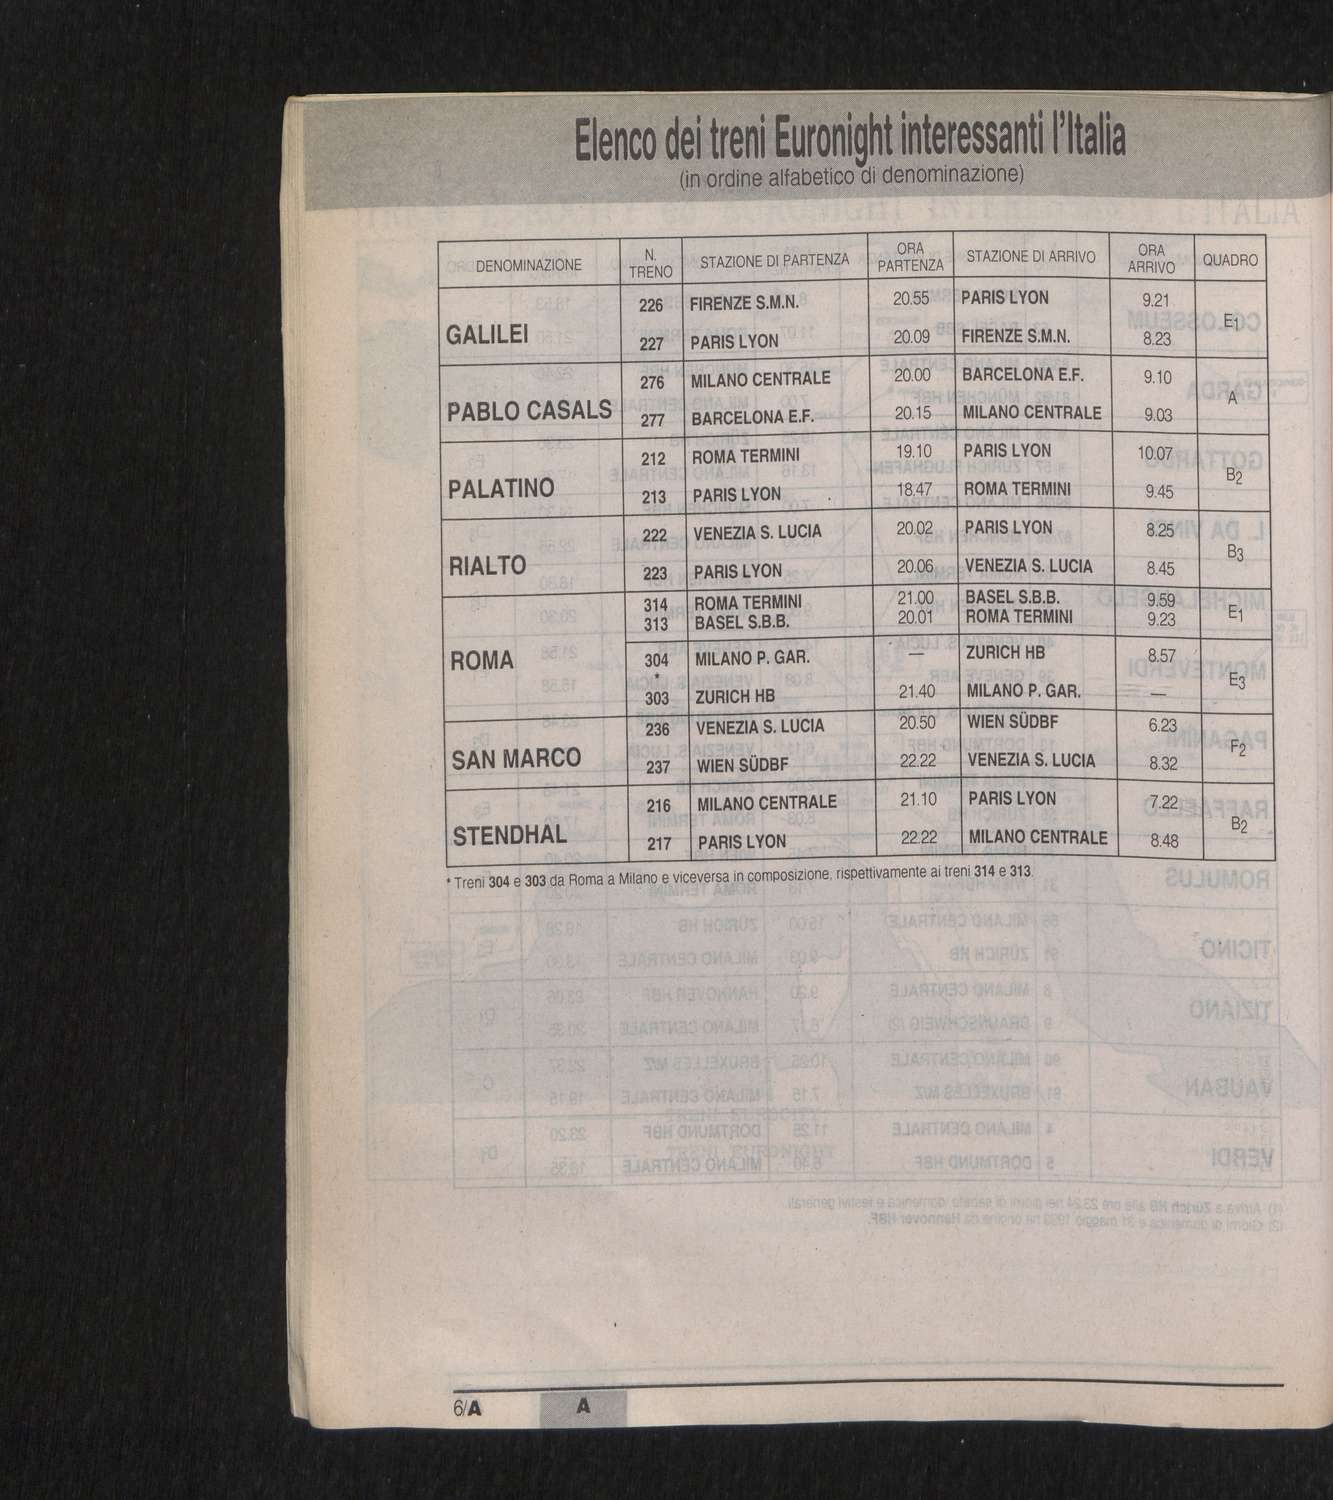 Elenco dei treni Euronight interessanti l'Italia
(in ordine alfabetico di denominazione)
DENOMINAZIONE N. TRENO STAZIONE DI PARTENZA ORA PARTENZA STAZIONE DI ARRIVO ORA ARRIVO QUADRO
GALILEI 226 FIRENZE S.M.N. 20.55 PARIS LYON 9.21 E1
227 PARIS LYON 20.09 FIRENZE S.M.N. 8.23
PABLO CASALS 276 MILANO CENTRALE 20.00 BARCELONA E.F. 9.10 A
277 BARCELONA E.F. 20.15 MILANO CENTRALE 9.03
PALATINO 212 ROMA TERMINI 19.10 PARIS LYON 10.07 B2
213 PARIS LYON 18.47 ROMA TERMINI 9.45
RIALTO 222 VENEZIA S. LUCIA 20.02 PARIS LYON 8.25 B3
223 PARIS LYON 20.06 VENEZIA S. LUCIA 8.45
ROMA 314 ROMA TERMINI 21.00 BASEL S.B.B. 9.59 E1
313 BASEL S.B.B. 20.01 ROMA TERMINI 9.23
304 MILANO P. GAR. — ZURICH HB 8.57 E3
*
303 ZURICH HB 21.40 MILANO P. GAR. —
SAN MARCO 236 VENEZIA S. LUCIA 20.50 WIEN SÜDBF 6.23 F2
237 WIEN SÜDBF 22.22 VENEZIA S. LUCIA 8.32
STENDHAL 216 MILANO CENTRALE 21.10 PARIS LYON 7.22 B2
217 PARIS LYON 22.22 MILANO CENTRALE 8.48
* Treni 304 e 303 da Roma a Milano e viceversa in composizione, rispettivamente ai treni 314 e 313.
6/A A